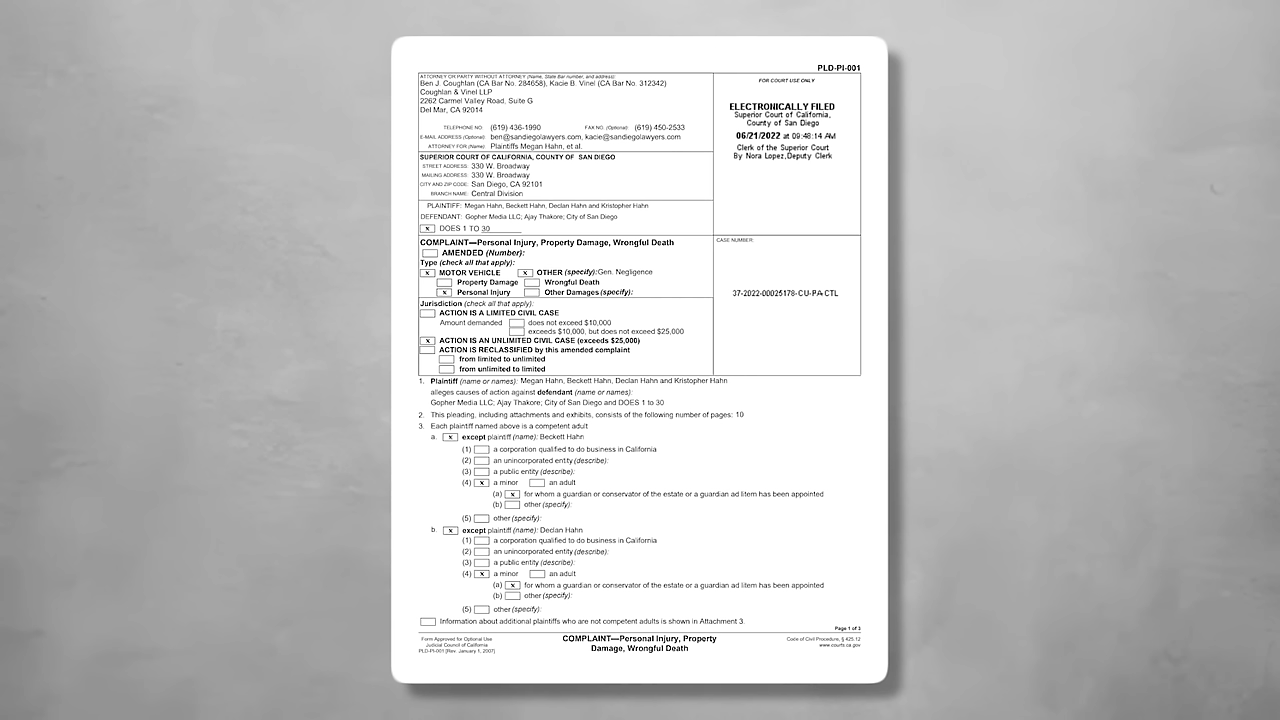 PLD-PI-001
ATTORNEY OR PARTY WITHOUT ATTORNEY (Name, State Bar number, and address):
Ben J. Coughlan (CA Bar No. 284658), Kacie B. Vinel (CA Bar No. 312342)
Coughlan & Vinel LLP
2262 Carmel Valley Road, Suite G
Del Mar, CA 92014
TELEPHONE NO. (619) 436-1990 FAX NO. (Optional): (619) 450-2533
E-MAIL ADDRESS (Optional): ben@sandiegolawyers.com, kacie@sandiegolawyers.com
ATTORNEY FOR (Name): Plaintiffs Megan Hahn, et al.
FOR COURT USE ONLY
ELECTRONICALLY FILED
Superior Court of California,
County of San Diego
06/21/2022 at 09:48:14 AM
Clerk of the Superior Court
By Nora Lopez,Deputy Clerk
SUPERIOR COURT OF CALIFORNIA, COUNTY OF SAN DIEGO
STREET ADDRESS: 330 W. Broadway
MAILING ADDRESS: 330 W. Broadway
CITY AND ZIP CODE: San Diego, CA 92101
BRANCH NAME: Central Division
PLAINTIFF: Megan Hahn, Beckett Hahn, Declan Hahn and Kristopher Hahn
DEFENDANT: Gopher Media LLC; Ajay Thakore; City of San Diego
x DOES 1 TO 30
COMPLAINT—Personal Injury, Property Damage, Wrongful Death
AMENDED (Number):
Type (check all that apply):
x MOTOR VEHICLE x OTHER (specify):Gen. Negligence
Property Damage Wrongful Death
x Personal Injury Other Damages (specify):
CASE NUMBER:
37-2022-00025178-CU-PA-CTL
Jurisdiction (check all that apply):
ACTION IS A LIMITED CIVIL CASE
Amount demanded does not exceed $10,000
exceeds $10,000, but does not exceed $25,000
x ACTION IS AN UNLIMITED CIVIL CASE (exceeds $25,000)
ACTION IS RECLASSIFIED by this amended complaint
from limited to unlimited
from unlimited to limited
1. Plaintiff (name or names): Megan Hahn, Beckett Hahn, Declan Hahn and Kristopher Hahn
alleges causes of action against defendant (name or names):
Gopher Media LLC; Ajay Thakore; City of San Diego and DOES 1 to 30
2. This pleading, including attachments and exhibits, consists of the following number of pages: 10
3. Each plaintiff named above is a competent adult
a. x except plaintiff (name): Beckett Hahn
(1) a corporation qualified to do business in California
(2) an unincorporated entity (describe):
(3) a public entity (describe):
(4) x a minor an adult
(a) x for whom a guardian or conservator of the estate or a guardian ad litem has been appointed
(b) other (specify):
(5) other (specify):
b. x except plaintiff (name): Declan Hahn
(1) a corporation qualified to do business in California
(2) an unincorporated entity (describe):
(3) a public entity (describe):
(4) x a minor an adult
(a) x for whom a guardian or conservator of the estate or a guardian ad litem has been appointed
(b) other (specify):
(5) other (specify):
Information about additional plaintiffs who are not competent adults is shown in Attachment 3.
Page 1 of 3
Form Approved for Optional Use
Judicial Council of California
PLD-PI-001 [Rev. January 1, 2007]
COMPLAINT—Personal Injury, Property
Damage, Wrongful Death
Code of Civil Procedure, § 425.12
www.courts.ca.gov